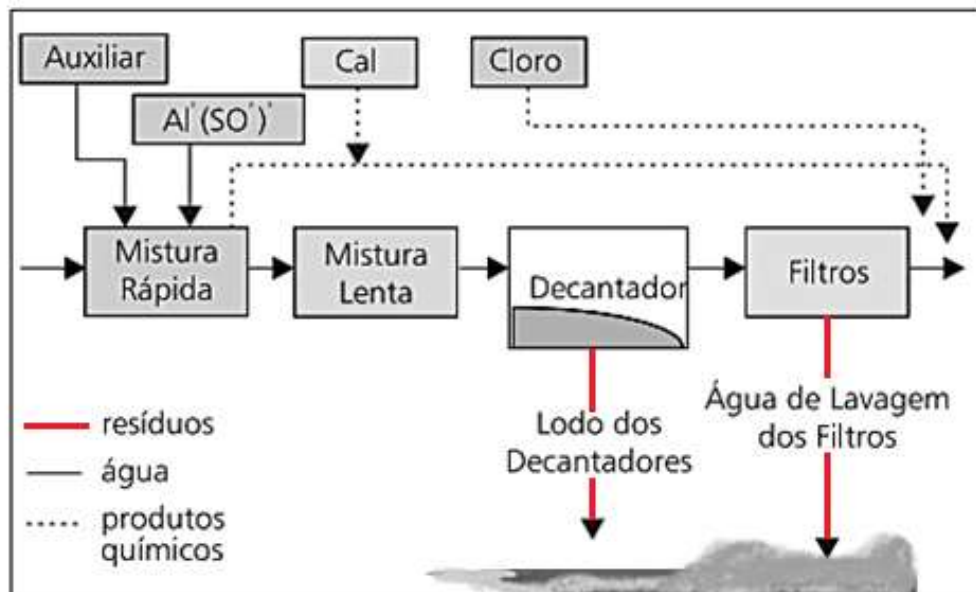 Auxiliar
Cal
Cloro
Al'(SO')'
Mistura
Rápida
Mistura
Lenta
Decantador
Filtros
Lodo dos
Decantadores
Água de Lavagem
dos Filtros
resíduos
água
produtos
químicos